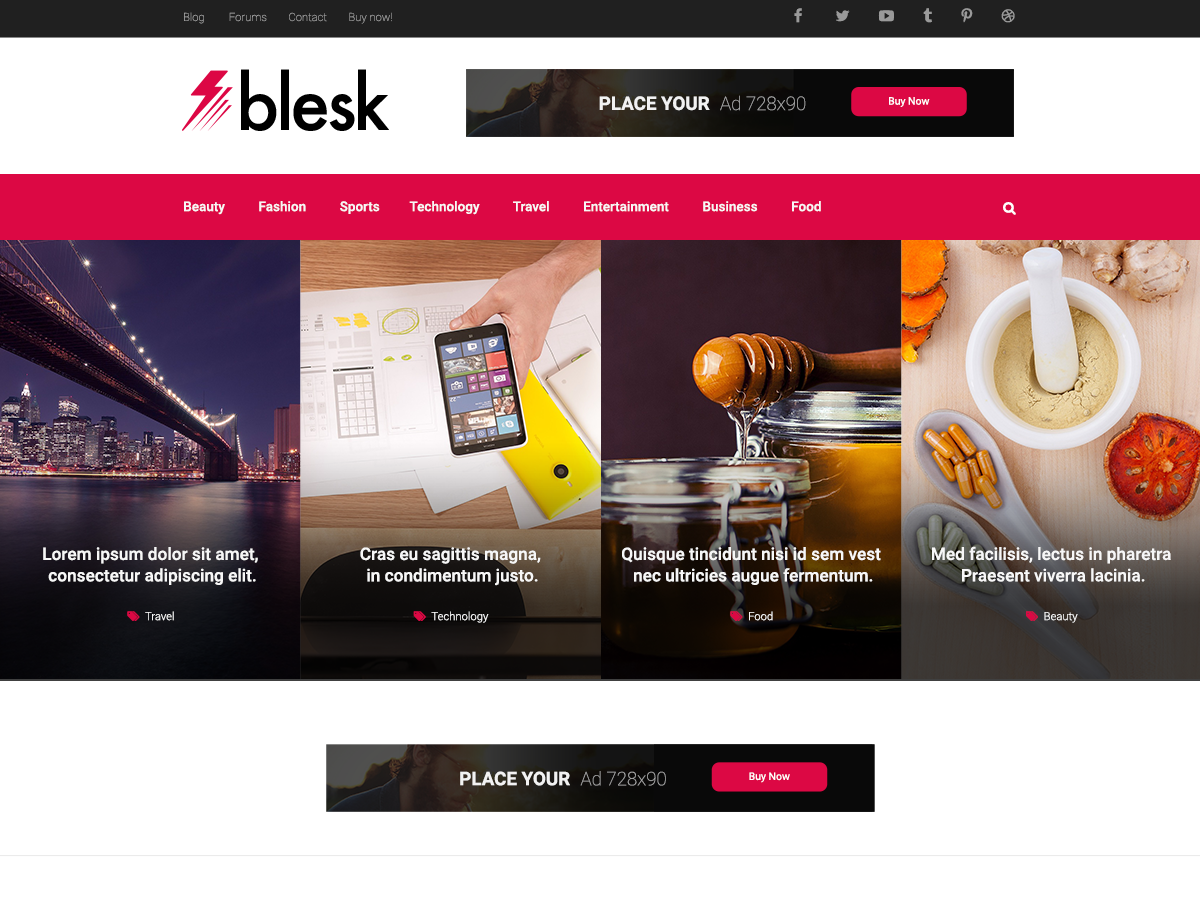 Blog Forums Contact Buy now!
blesk
PLACE YOUR Ad 728x90 Buy Now
Beauty Fashion Sports Technology Travel Entertainment Business Food
Lorem ipsum dolor sit amet,
consectetur adipiscing elit.
Travel
Cras eu sagittis magna,
in condimentum justo.
Technology
Quisque tincidunt nisi id sem vest
nec ultricies augue fermentum.
Food
Med facilisis, lectus in pharetra
Praesent viverra lacinia.
Beauty
PLACE YOUR Ad 728x90 Buy Now